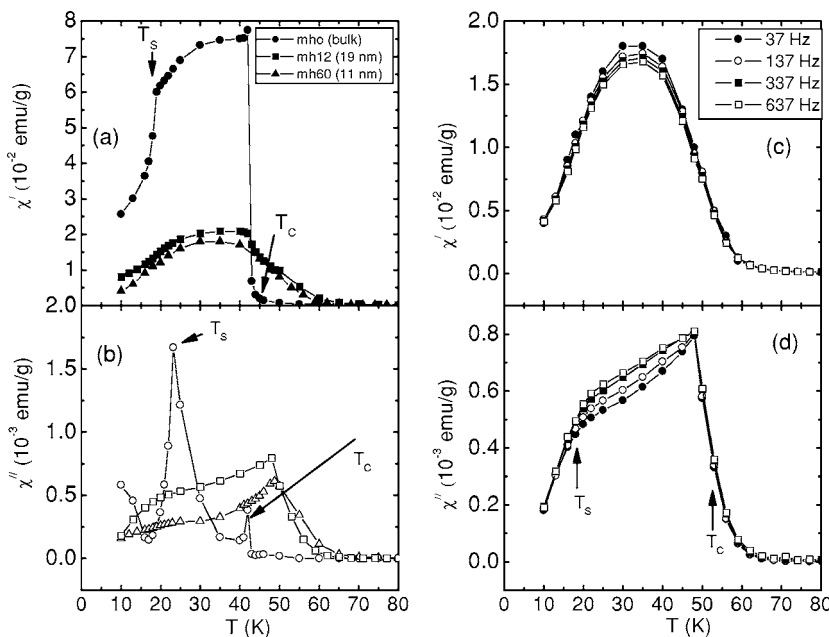 8
7
6
5
4
3
2
1
2.0
χ′ (10⁻² emu/g)
(a)
T_s
mho (bulk)
mh12 (19 nm)
mh60 (11 nm)
T_c
1.5
1.0
0.5
0.0
χ″ (10⁻³ emu/g)
(b)
T_s
T_c
0 10 20 30 40 50 60 70 80
T (K)
2.0
1.5
1.0
0.5
0.0
χ′ (10⁻² emu/g)
(c)
37 Hz
137 Hz
337 Hz
637 Hz
0.8
0.6
0.4
0.2
0.0
χ″ (10⁻³ emu/g)
(d)
T_s
T_c
0 10 20 30 40 50 60 70 80
T (K)